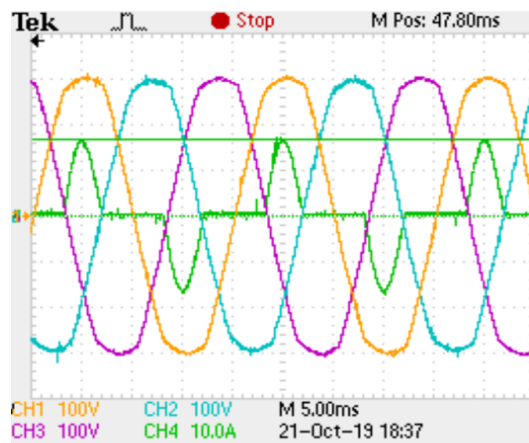 Tek Stop M Pos: 47.80ms
CH1 100V CH2 100V M 5.00ms
CH3 100V CH4 10.0A 21-Oct-19 18:37